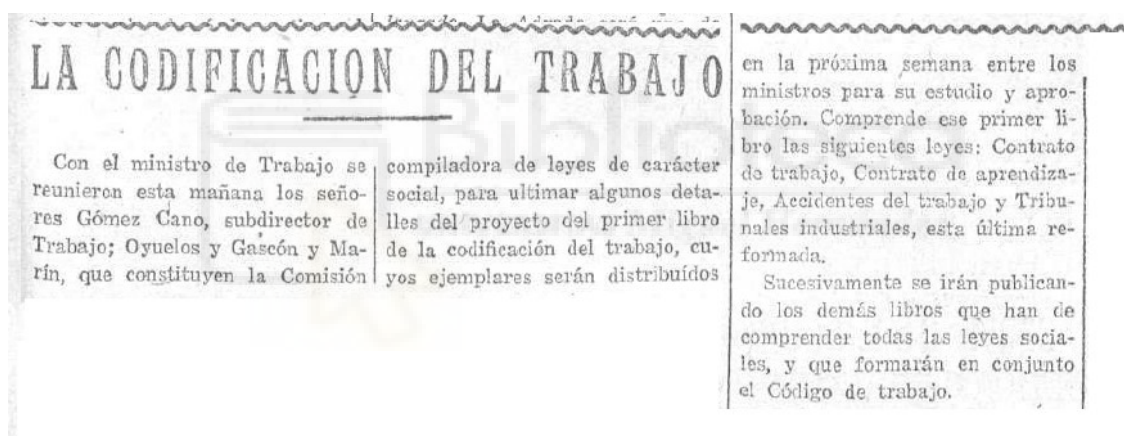 LA CODIFICACION DEL TRABAJO
Con el ministro de Trabajo se
reunieron esta mañana los seño-
res Gómez Cano, subdirector de
Trabajo; Oyuelos y Gascón y Ma-
rín, que constituyen la Comisión
compiladora de leyes de carácter
social, para ultimar algunos deta-
lles del proyecto del primer libro
de la codificación del trabajo, cu-
yos ejemplares serán distribuídos
en la próxima semana entre los
ministros para su estudio y apro-
bación. Comprende ese primer li-
bro las siguientes leyes: Contrato
de trabajo, Contrato de aprendiza-
je, Accidentes del trabajo y Tribu-
nales industriales, esta última re-
formada.
Sucesivamente se irán publican-
do los demás libros que han de
comprender todas las leyes socia-
les, y que formarán en conjunto
el Código de trabajo.
Biblioteca